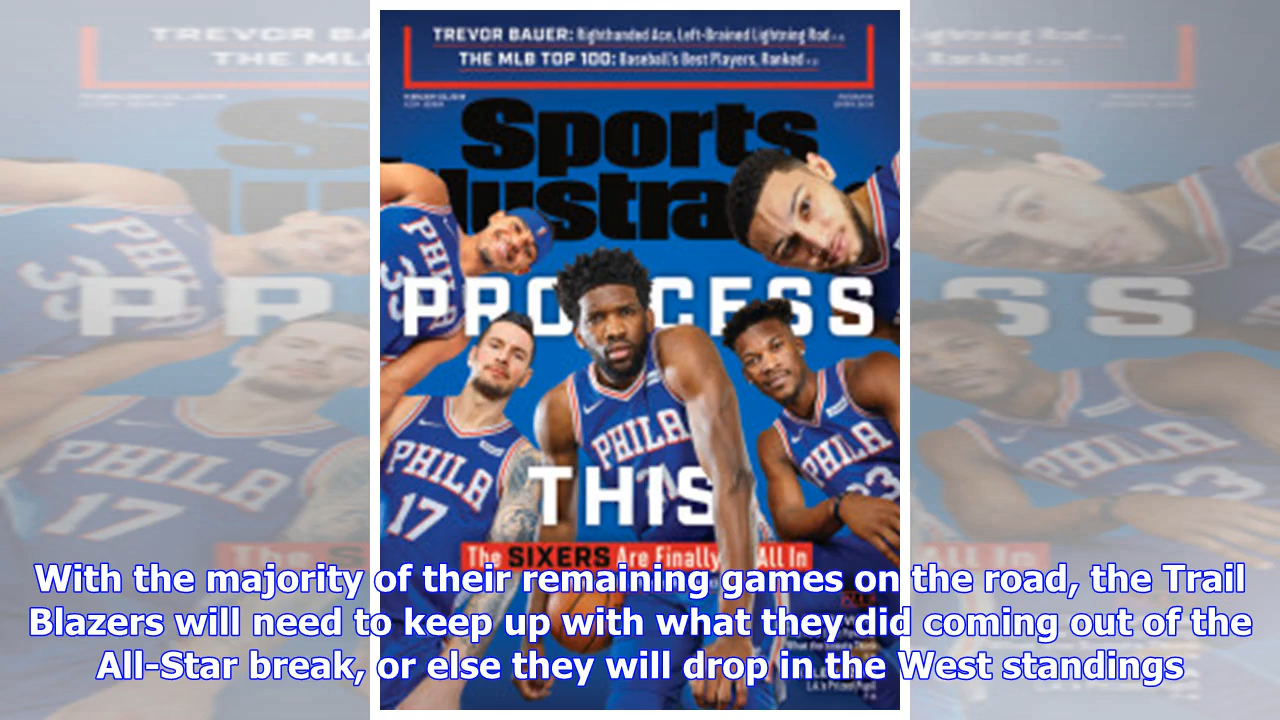 TREVOR BAUER: Righthanded Ace, Left-Brained Lightning Rod
THE MLB TOP 100: Baseball's Best Players, Ranked
Sports
PROCESS
THIS
The SIXERS Are Finally All In
PHILA
17
PHILA
PHILA
With the majority of their remaining games on the road, the Trail
Blazers will need to keep up with what they did coming out of the
All-Star break, or else they will drop in the West standings